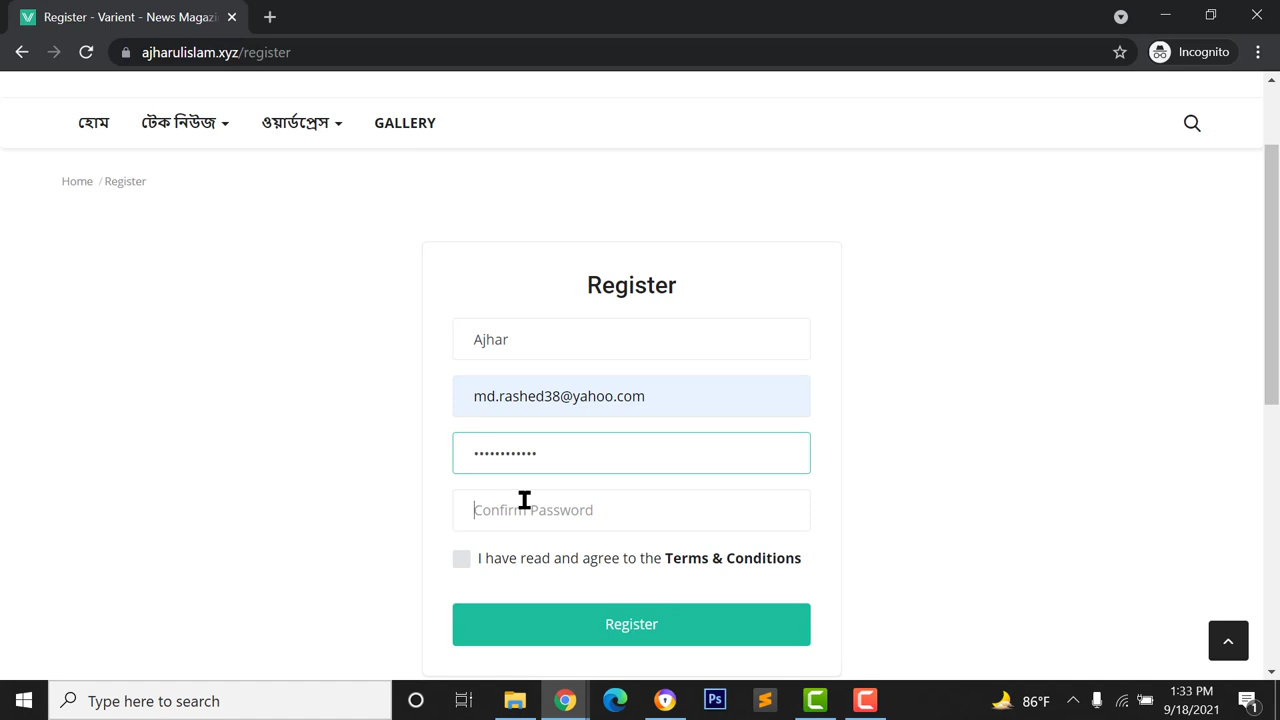 Register - Varient - News Magazi
ajharulislam.xyz/register
Incognito
হোম টেক নিউজ ওয়ার্ডপ্রেস GALLERY
Home / Register
Register
Ajhar
md.rashed38@yahoo.com
••••••••••••
Confirm Password
I have read and agree to the Terms & Conditions
Register
Type here to search
Ps
86°F
1:33 PM
9/18/2021
1